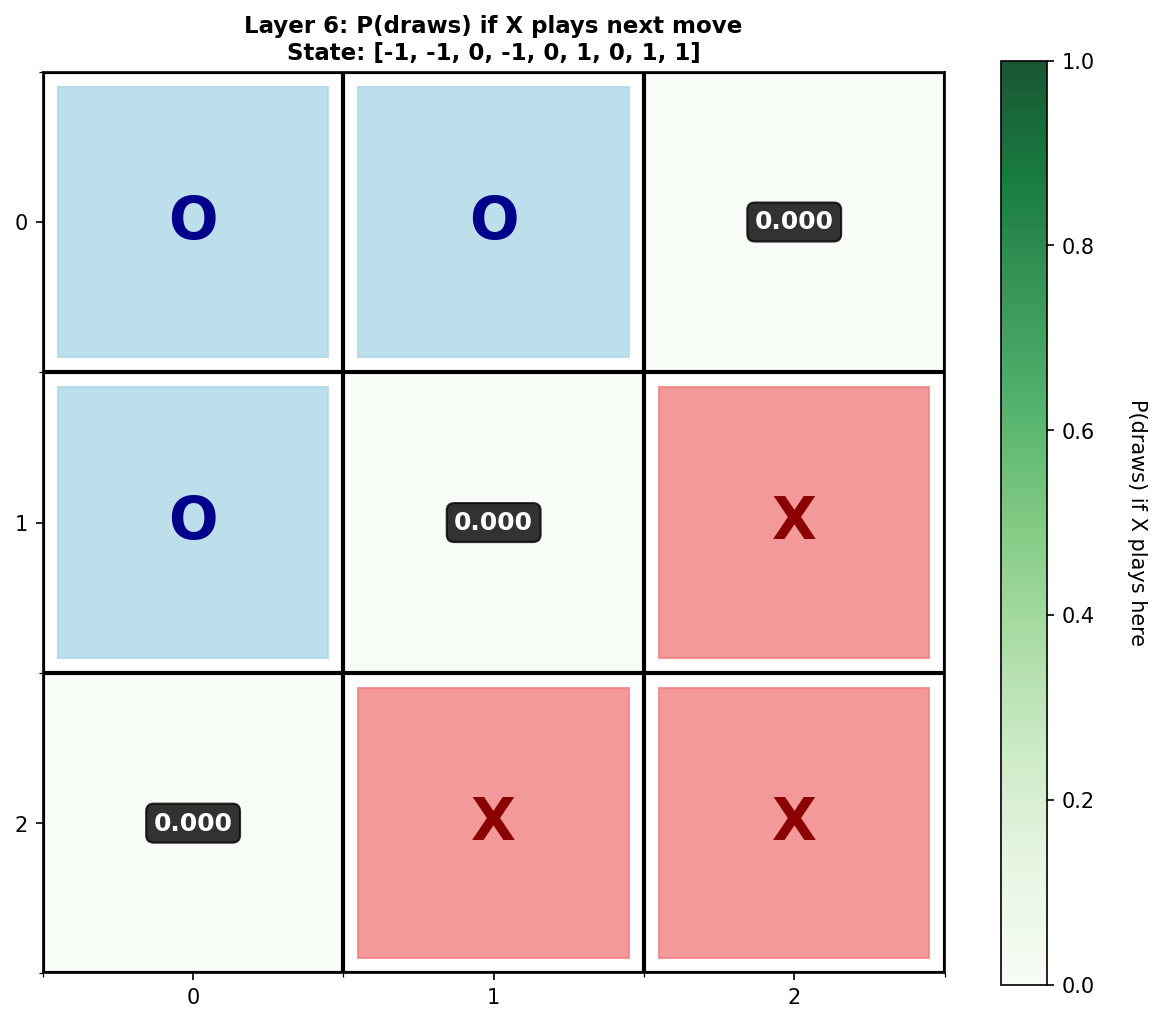 Layer 6: P(draws) if X plays next move
State: [-1, -1, 0, -1, 0, 1, 0, 1, 1]
0
O
O
0.000
1
O
0.000
X
2
0.000
X
X
0
1
2
1.0
0.8
0.6
0.4
0.2
0.0
P(draws) if X plays here